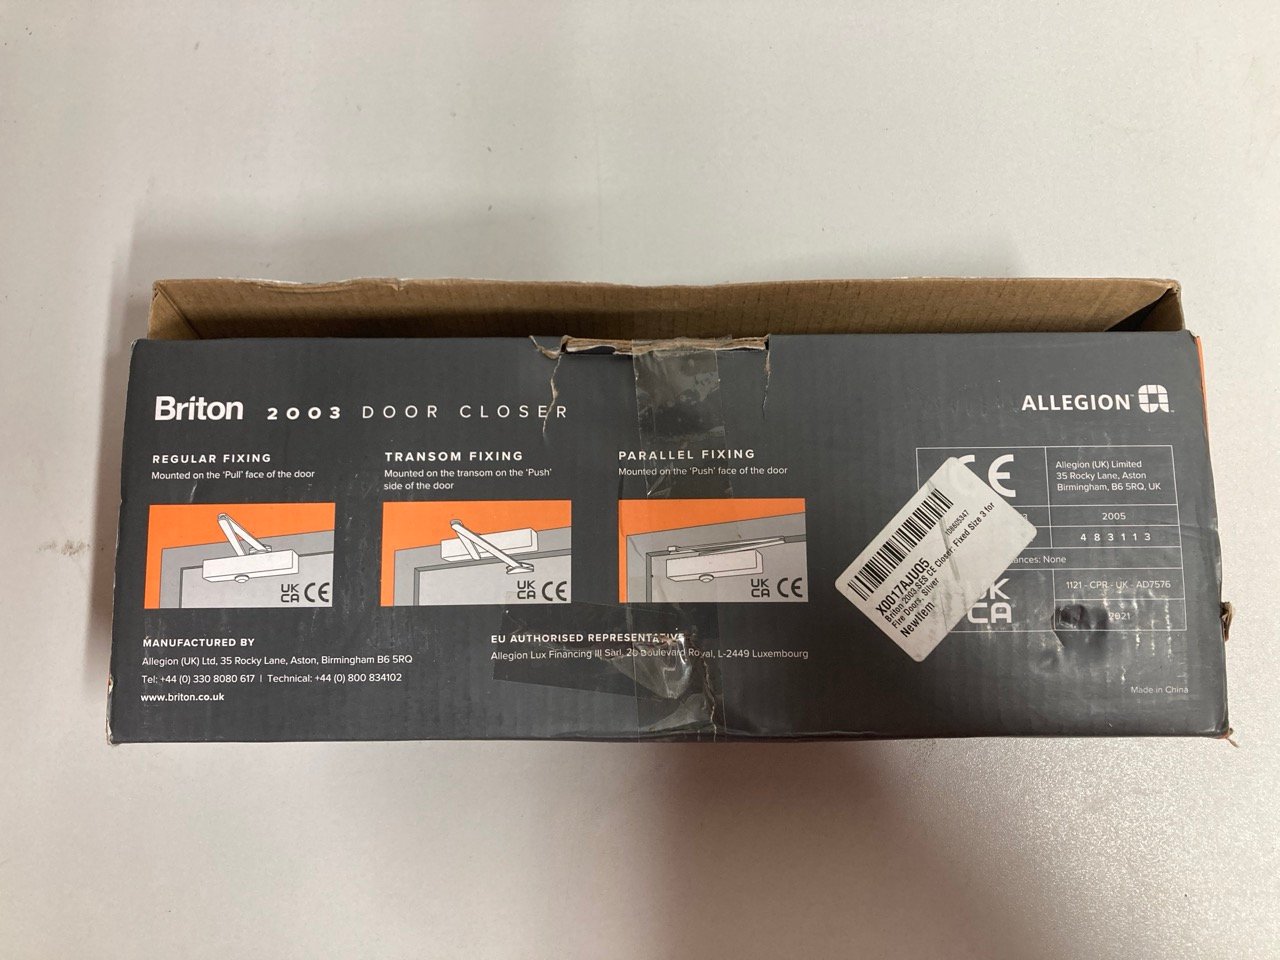 Briton 2003 DOOR CLOSER
ALLEGION
REGULAR FIXING
Mounted on the 'Pull' face of the door
TRANSOM FIXING
Mounted on the transom on the 'Push'
side of the door
PARALLEL FIXING
Mounted on the 'Push' face of the door
UK
CA CE
UK
CA CE
UK
CA CE
MANUFACTURED BY
Allegion (UK) Ltd, 35 Rocky Lane, Aston, Birmingham B6 5RQ
Tel: +44 (0) 330 8080 617 | Technical: +44 (0) 800 834102
www.briton.co.uk
EU AUTHORISED REPRESENTATIVE
Allegion Lux Financing III Sarl, 2b Boulevard Royal, L-2449 Luxembourg
CE
Allegion (UK) Limited
35 Rocky Lane, Aston
Birmingham, B6 5RQ, UK
2005
4 8 3 1 1 3
ances: None
UK
CA
1121 - CPR - UK - AD7576
2021
X0017AJU05
Briton 2003.SES CE Closer. Fixed Size 3 for
Fire Doors, Silver
NewItem
Made in China